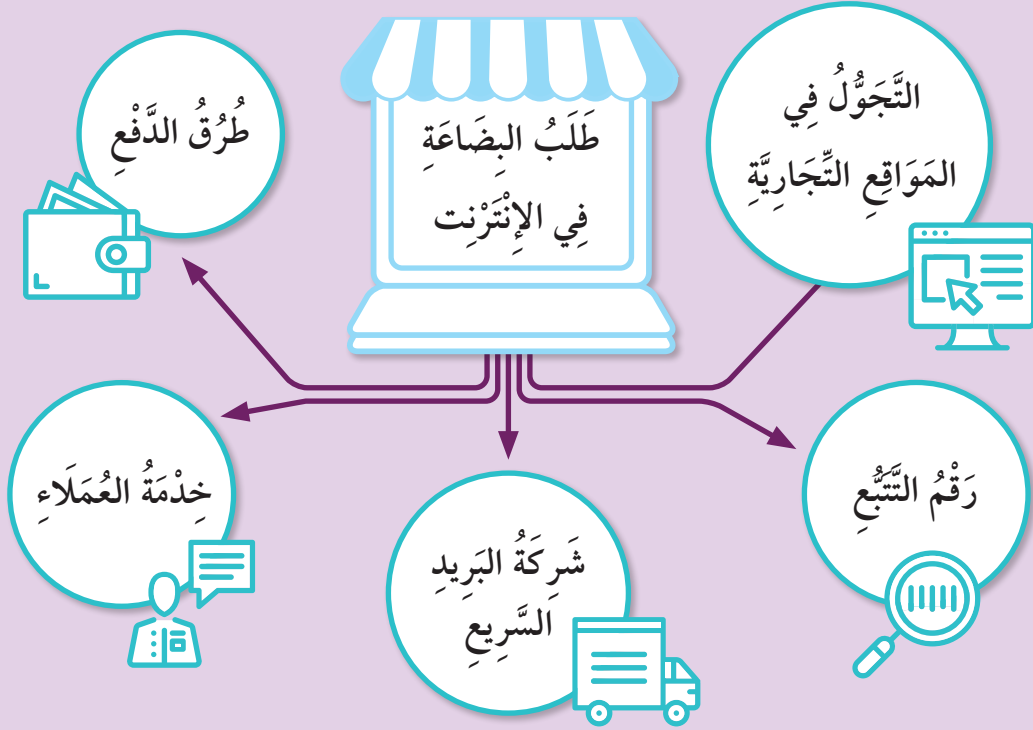 طَلَبُ البِضَاعَةِ
فِي الإِنْتَرْنِت
التَّجَوُّلُ فِي
المَوَاقِعِ التِّجَارِيَّةِ
طُرُقُ الدَّفْعِ
رَقْمُ التَّتَبُّعِ
شَرِكَةُ البَرِيدِ
السَّرِيعِ
خِدْمَةُ العُمَلَاءِ